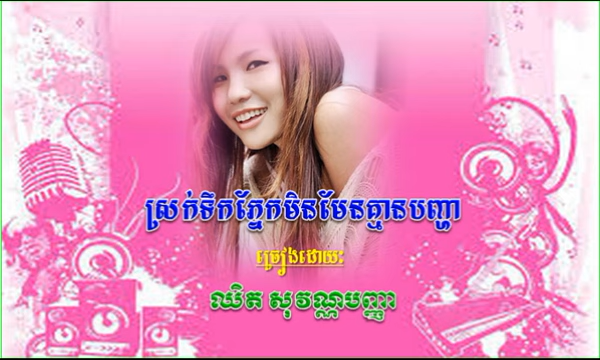 ស្រក់ទឹកភ្នែកមិនមែនគ្មានបញ្ហា
ច្រៀងដោយ:
ឈិត សុវណ្ណបញ្ញា